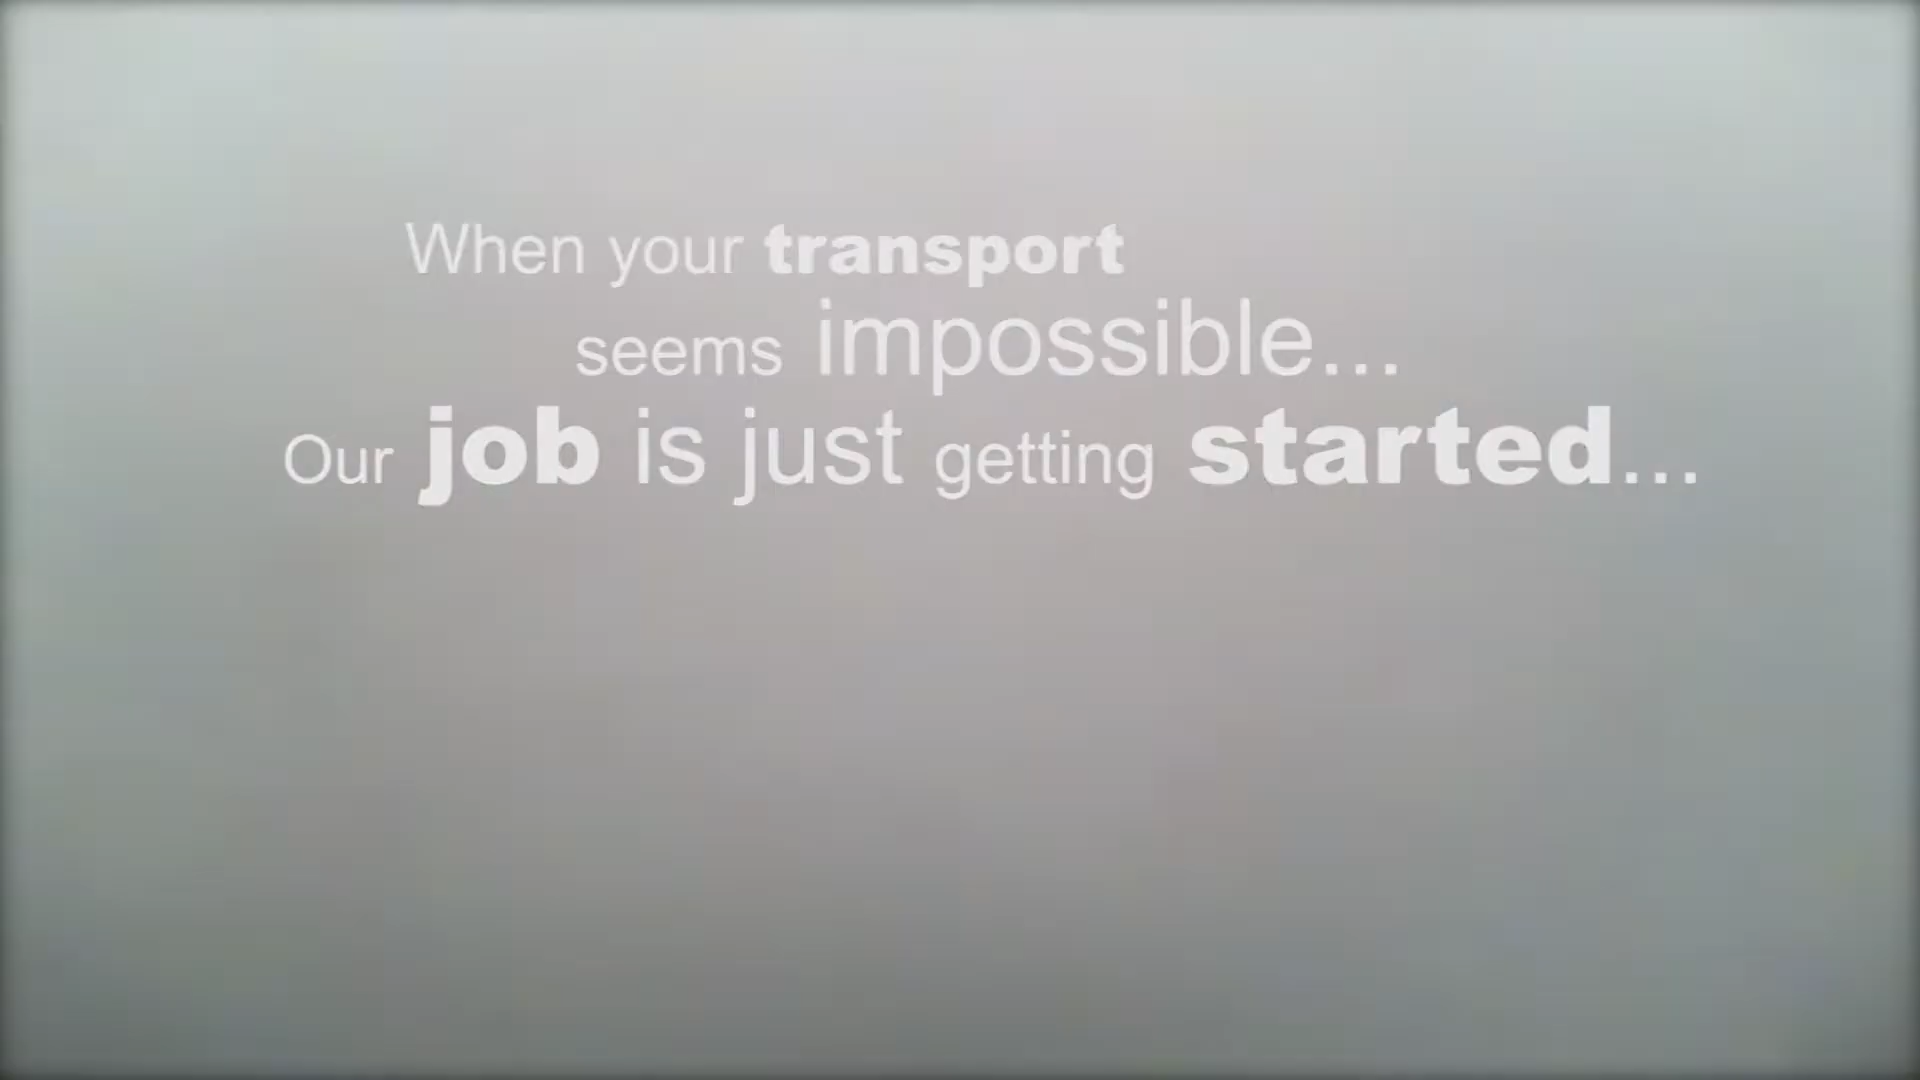 When your transport
seems impossible...
Our job is just getting started...